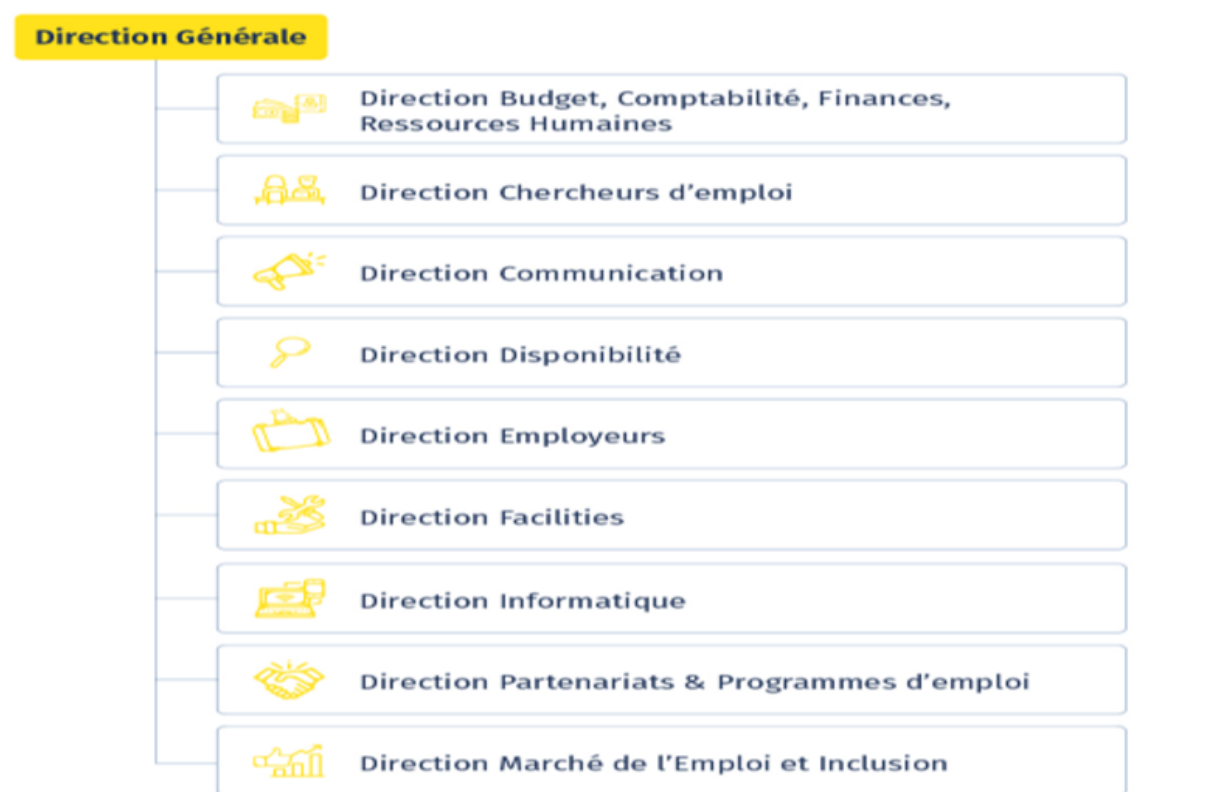 Direction Générale
Direction Budget, Comptabilité, Finances,
Ressources Humaines
Direction Chercheurs d’emploi
Direction Communication
Direction Disponibilité
Direction Employeurs
Direction Facilities
Direction Informatique
Direction Partenariats & Programmes d’emploi
Direction Marché de l’Emploi et Inclusion